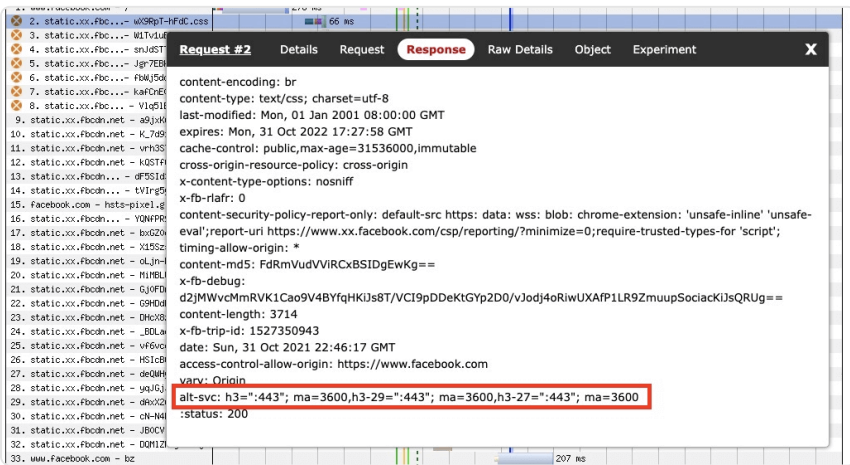 2. static.xx.fbc...- wX9RpT-hFdC.css
66 ms
3. static.xx.fbc...-
4. static.xx.fbc...-
5. static.xx.fbc...-
6. static.xx.fbc...-
7. static.xx.fbc...-
8. static.xx.fbc... -
9. static.xx.fbcdn.net -
10. static.xx.fbcdn.net -
11. static.xx.fbcdn.net -
12. static.xx.fbcdn.net -
13. static.xx.fbcdn... -
14. static.xx.fbcdn... -
15. facebook.com - hsts-pixel.g
16. static.xx.fbcdn... -
17. static.xx.fbcdn.net -
18. static.xx.fbcdn.net -
19. static.xx.fbcdn.net -
20. static.xx.fbcdn.net -
21. static.xx.fbcdn.net -
22. static.xx.fbcdn.net -
23. static.xx.fbcdn.net -
24. static.xx.fbcdn.net -
25. static.xx.fbcdn.net -
26. static.xx.fbcdn.net -
27. static.xx.fbcdn.net -
28. static.xx.fbcdn.net -
29. static.xx.fbcdn.net -
30. static.xx.fbcdn.net -
31. static.xx.fbcdn.net -
32. static.xx.fbcdn.net -
33. www.facebook.com - bz
207 ms
Request #2 Details Request Response Raw Details Object Experiment X
content-encoding: br
content-type: text/css; charset=utf-8
last-modified: Mon, 01 Jan 2001 08:00:00 GMT
expires: Mon, 31 Oct 2022 17:27:58 GMT
cache-control: public,max-age=31536000,immutable
cross-origin-resource-policy: cross-origin
x-content-type-options: nosniff
x-fb-rlafr: 0
content-security-policy-report-only: default-src https: data: wss: blob: chrome-extension: 'unsafe-inline' 'unsafe-
eval';report-uri https://www.xx.facebook.com/csp/reporting/?minimize=0;require-trusted-types-for 'script';
timing-allow-origin: *
content-md5: FdRmVudVViRCxBSIDgEwKg==
x-fb-debug:
d2jMWvcMmRVK1Cao9V4BYfqHKiJs8T/VCI9pDDeKtGYp2D0/vJodj4oRiwUXAfP1LR9ZmuupSociacKiJsQRUg==
content-length: 3714
x-fb-trip-id: 1527350943
date: Sun, 31 Oct 2021 22:46:17 GMT
access-control-allow-origin: https://www.facebook.com
vary: Origin
alt-svc: h3=":443"; ma=3600,h3-29=":443"; ma=3600,h3-27=":443"; ma=3600
:status: 200